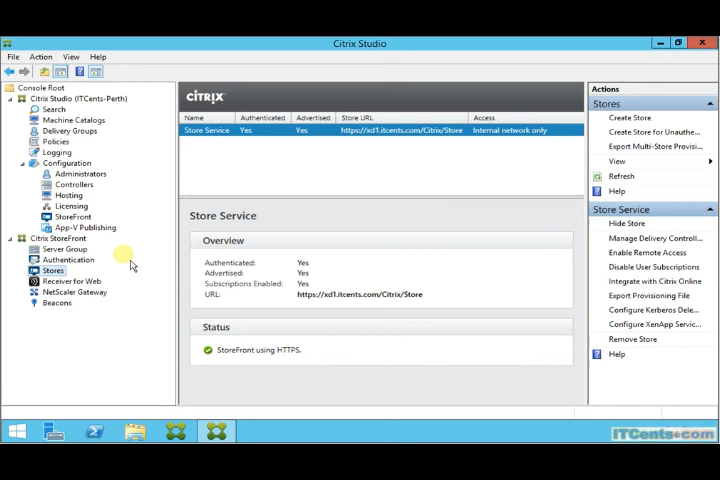 Citrix Studio
File Action View Help
Console Root
Citrix Studio (ITCents-Perth)
Search
Machine Catalogs
Delivery Groups
Policies
Logging
Configuration
Administrators
Controllers
Hosting
Licensing
StoreFront
App-V Publishing
Citrix StoreFront
Server Group
Authentication
Stores
Receiver for Web
NetScaler Gateway
Beacons
CITRIX
Name Authenticated Advertised Store URL Access
Store Service Yes Yes https://xd1.itcents.com/Citrix/Store Internal network only
Store Service
Overview
Authenticated: Yes
Advertised: Yes
Subscriptions Enabled: Yes
URL: https://xd1.itcents.com/Citrix/Store
Status
StoreFront using HTTPS.
Actions
Stores
Create Store
Create Store for Unauthe...
Export Multi-Store Provisi...
View
Refresh
Help
Store Service
Hide Store
Manage Delivery Controll...
Enable Remote Access
Disable User Subscriptions
Integrate with Citrix Online
Export Provisioning File
Configure Kerberos Dele...
Configure XenApp Servic...
Remove Store
Help
ITCents.com